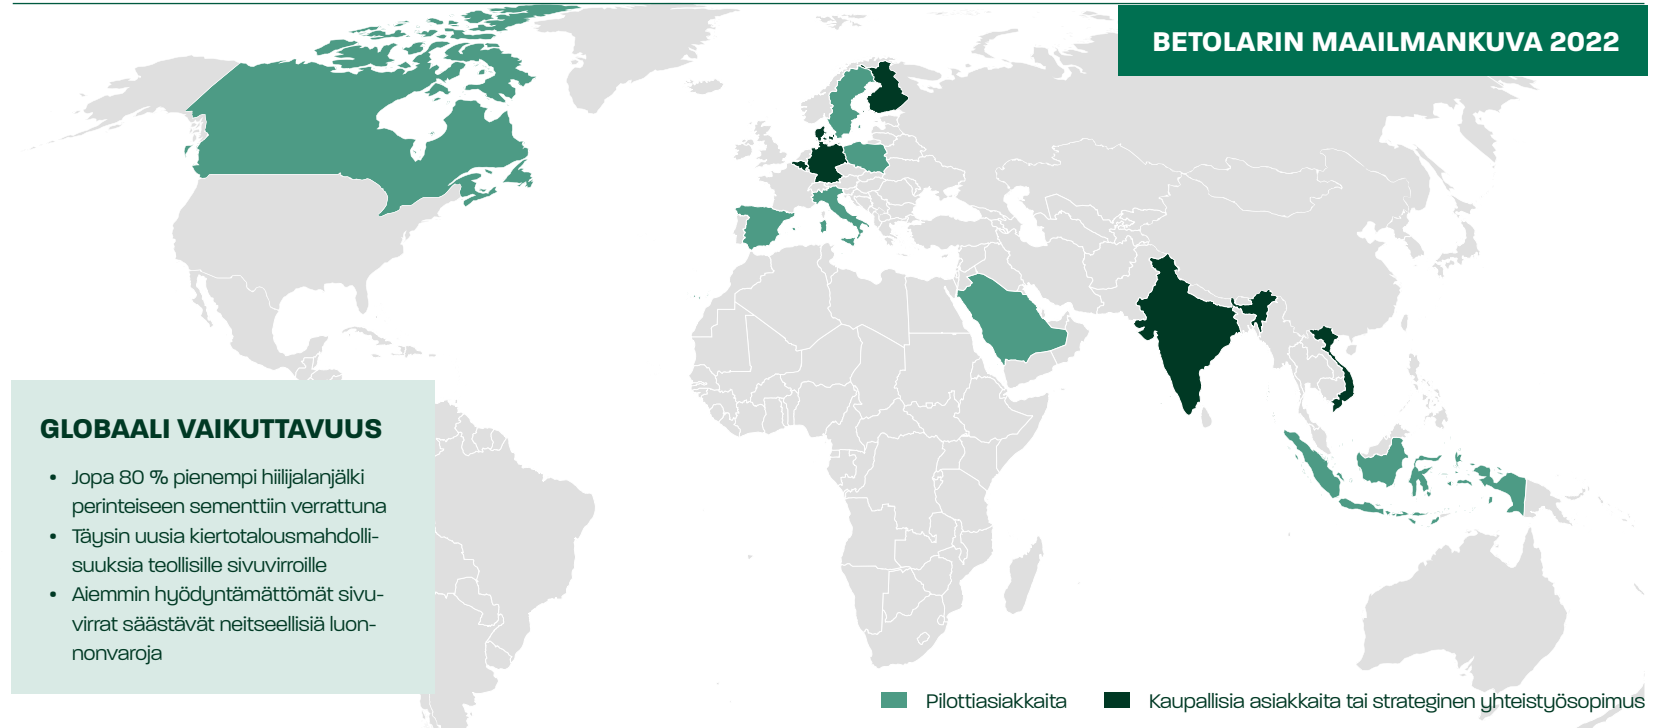 BETOLARIN MAAILMANKUVA 2022
GLOBAALI VAIKUTTAVUUS
• Jopa 80 % pienempi hiilijalanjälki
perinteiseen sementtiin verrattuna
• Täysin uusia kiertotalousmahdolli-
suuksia teollisille sivuvirroille
• Aiemmin hyödyntämättömät sivu-
virrat säästävät neitseellisiä luon-
nonvaroja
Pilottiasiakkaita
Kaupallisia asiakkaita tai strateginen yhteistyösopimus